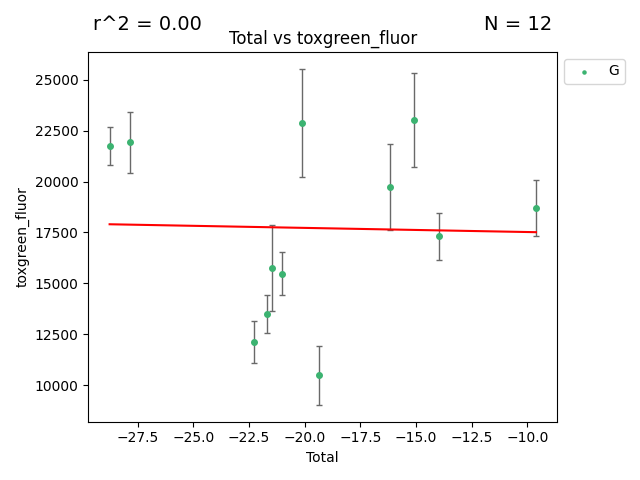 r^2 = 0.00
N = 12
Total vs toxgreen_fluor
G
toxgreen_fluor
25000
22500
20000
17500
15000
12500
10000
−27.5 −25.0 −22.5 −20.0 −17.5 −15.0 −12.5 −10.0
Total